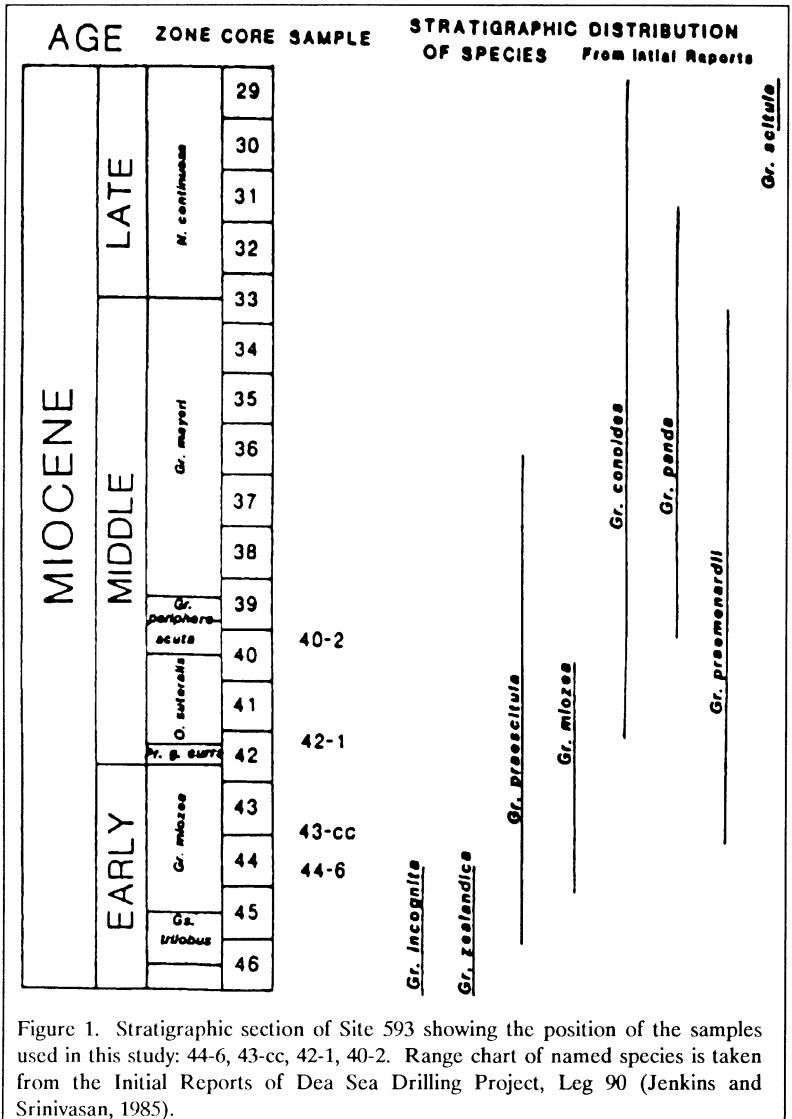 AGE ZONE CORE SAMPLE STRATIGRAPHIC DISTRIBUTION
OF SPECIES From Intial Reports
MIOCENE
LATE
MIDDLE
EARLY
N. continuosa
Gr. mayeri
Gr.
periphero-
acuta
O. suturalis
Pr. g. curva
Gr. miozea
Gs.
trilobus
29
30
31
32
33
34
35
36
37
38
39
40
41
42
43
44
45
46
40-2
42-1
43-cc
44-6
Gr. incognita
Gr. zealandica
Gr. praescitula
Gr. miozea
Gr. conoidea
Gr. panda
Gr. praemenardii
Gr. scitula
Figure 1. Stratigraphic section of Site 593 showing the position of the samples
used in this study: 44-6, 43-cc, 42-1, 40-2. Range chart of named species is taken
from the Initial Reports of Dea Sea Drilling Project, Leg 90 (Jenkins and
Srinivasan, 1985).